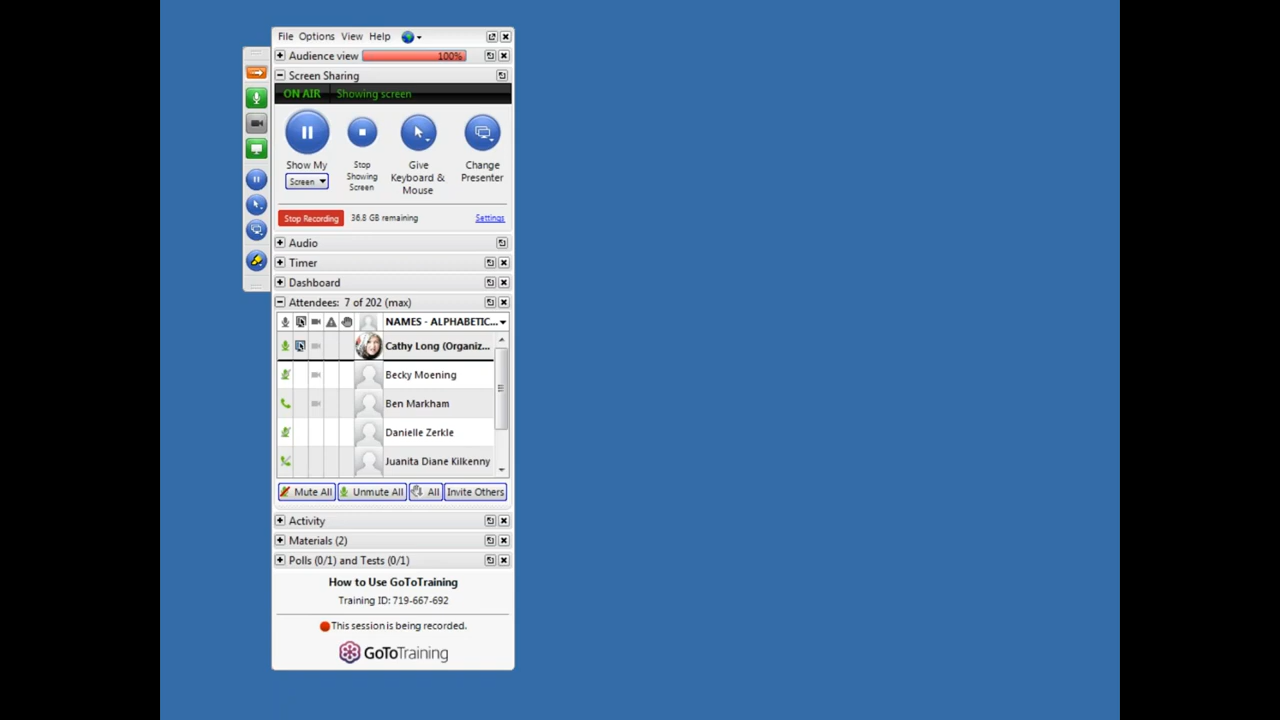 File Options View Help
Audience view 100%
Screen Sharing
ON AIR Showing screen
Show My
Screen
Stop
Showing
Screen
Give
Keyboard &
Mouse
Change
Presenter
Stop Recording 36.8 GB remaining Settings
Audio
Timer
Dashboard
Attendees: 7 of 202 (max)
NAMES - ALPHABETIC...
Cathy Long (Organiz...
Becky Moening
Ben Markham
Danielle Zerkle
Juanita Diane Kilkenny
Mute All Unmute All All Invite Others
Activity
Materials (2)
Polls (0/1) and Tests (0/1)
How to Use GoToTraining
Training ID: 719-667-692
This session is being recorded.
GoToTraining